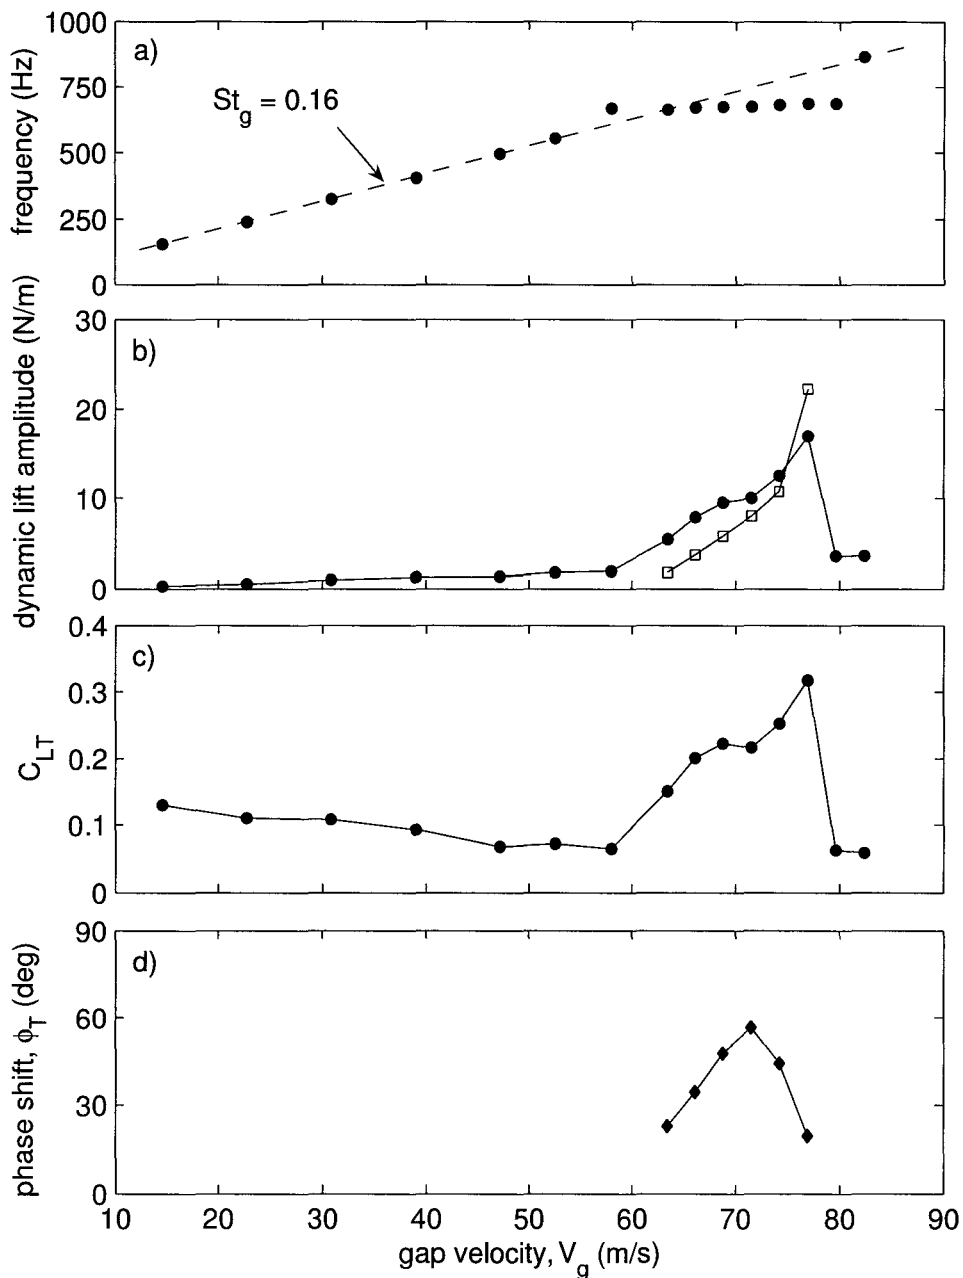 a)
St_g = 0.16
frequency (Hz)
1000
750
500
250
0
b)
dynamic lift amplitude (N/m)
30
20
10
0
c)
C_LT
0.4
0.3
0.2
0.1
0
d)
phase shift, ϕ_T (deg)
90
60
30
0
10 20 30 40 50 60 70 80 90
gap velocity, V_g (m/s)